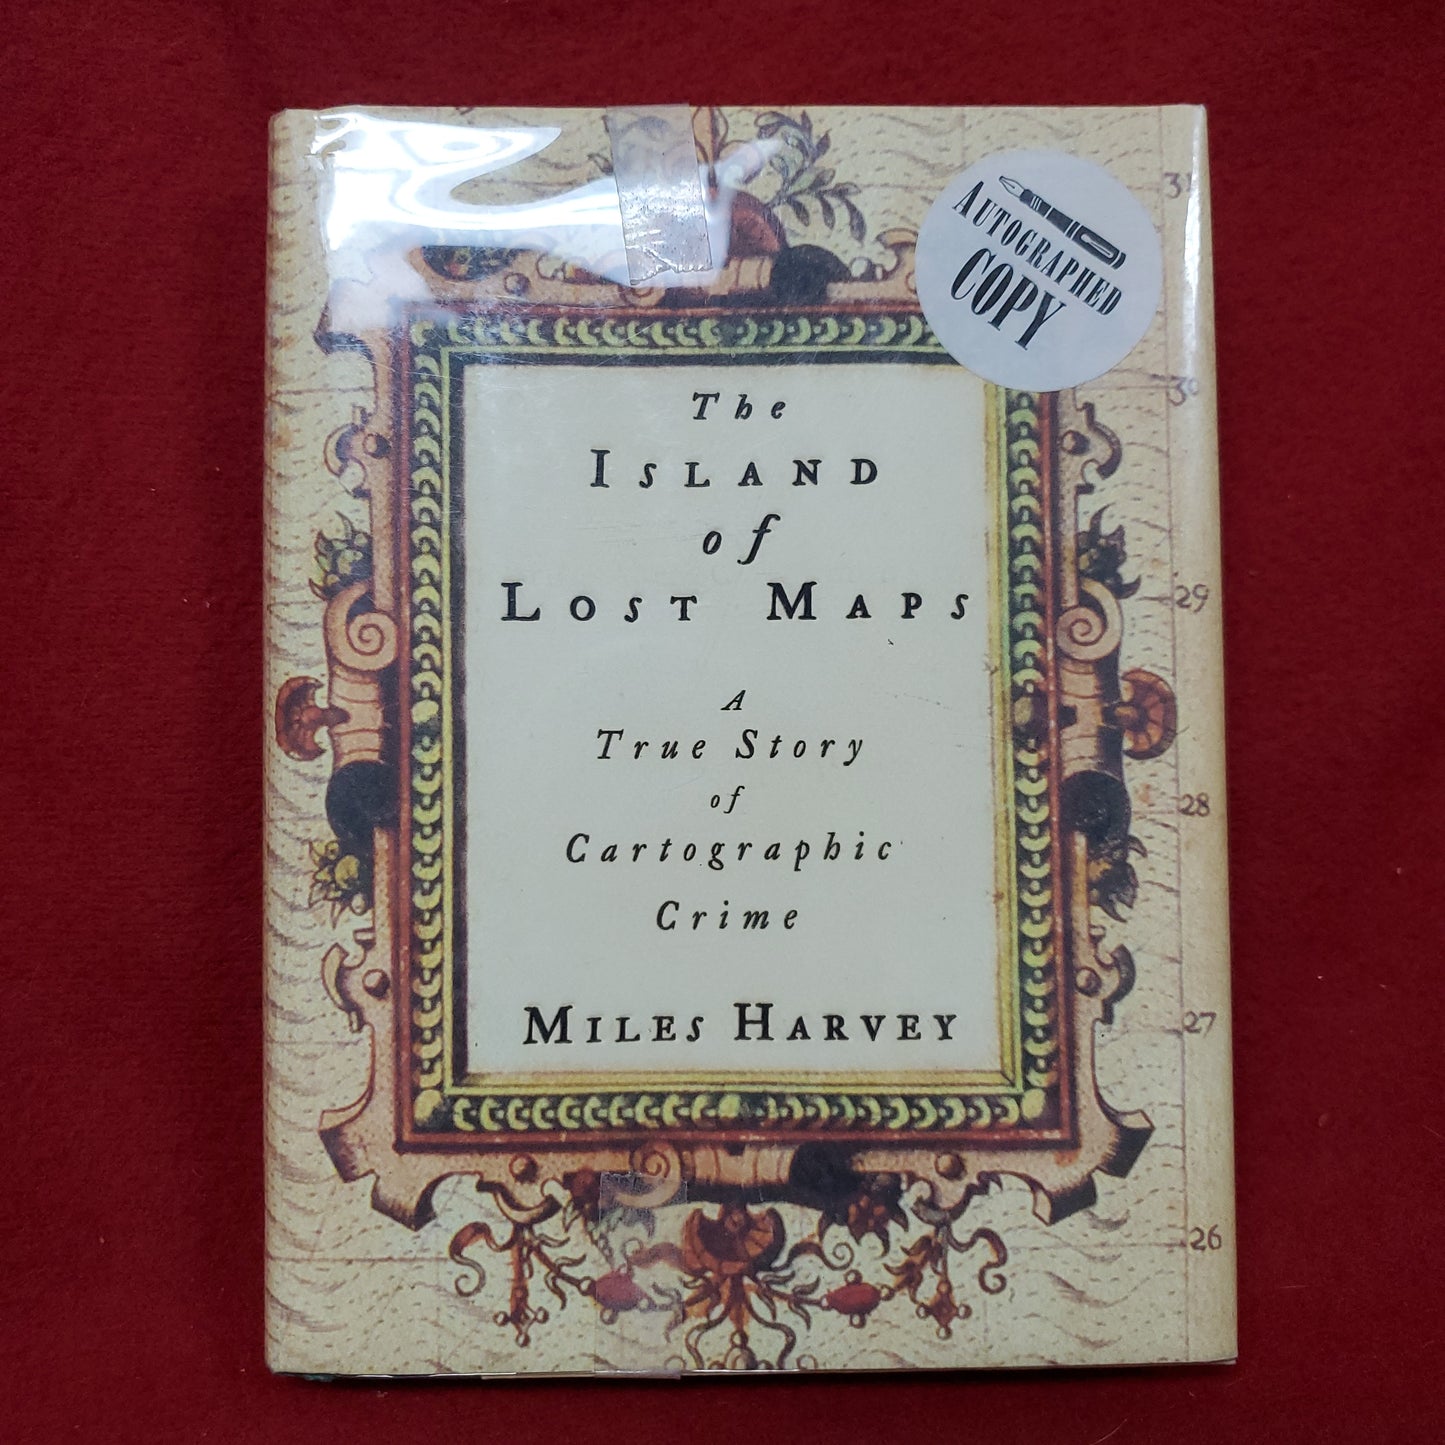 AUTOGRAPHED
COPY
The
ISLAND
of
LOST MAPS
A
True Story
of
Cartographic
Crime
MILES HARVEY
30
29
28
27
26